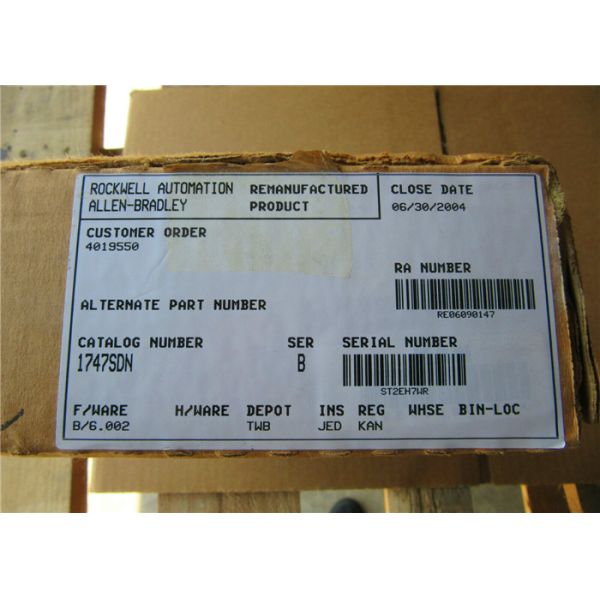 ROCKWELL AUTOMATION REMANUFACTURED CLOSE DATE
ALLEN-BRADLEY PRODUCT 06/30/2004
CUSTOMER ORDER
4019550
RA NUMBER
ALTERNATE PART NUMBER
RE06090147
CATALOG NUMBER SER SERIAL NUMBER
1747SDN B
ST2EH7WR
F/WARE H/WARE DEPOT INS REG WHSE BIN-LOC
B/6.002 TWB JED KAN